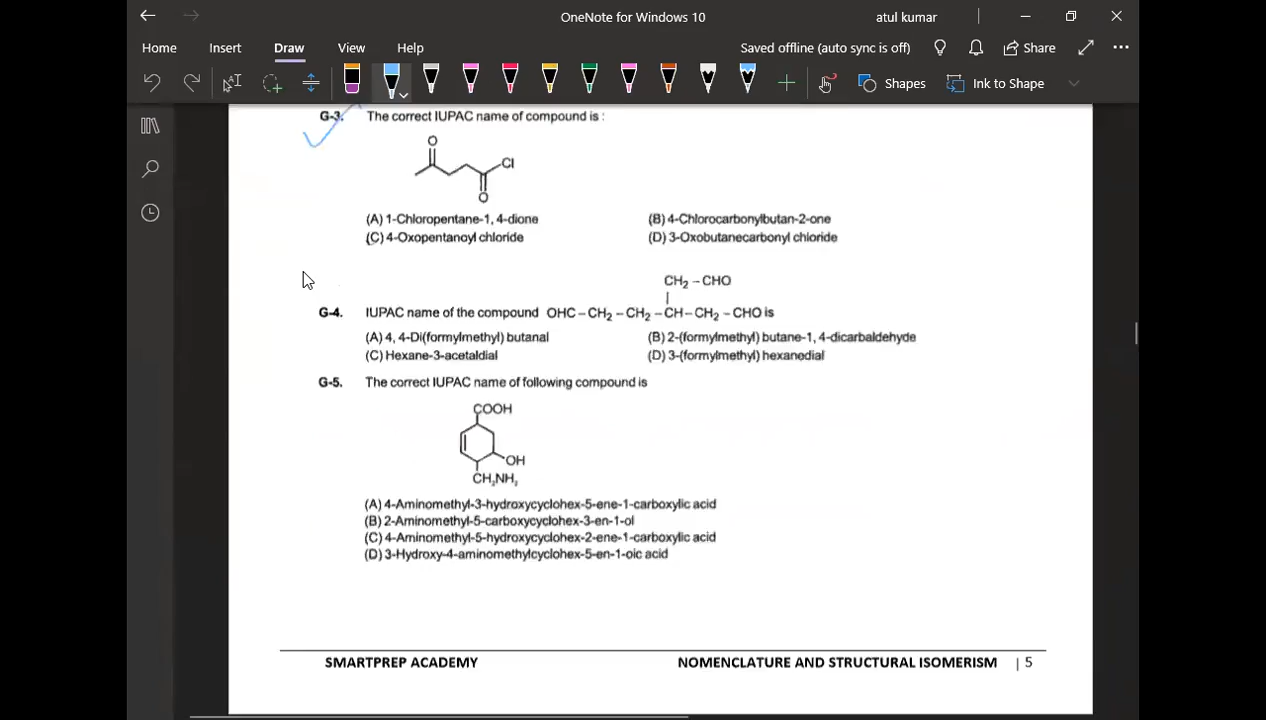 OneNote for Windows 10
atul kumar
Home Insert Draw View Help
Saved offline (auto sync is off)
Share
Shapes
Ink to Shape
G-3. The correct IUPAC name of compound is :
O
Cl
O
(A) 1-Chloropentane-1, 4-dione (B) 4-Chlorocarbonylbutan-2-one
(C) 4-Oxopentanoyl chloride (D) 3-Oxobutanecarbonyl chloride
CH₂ – CHO
|
G-4. IUPAC name of the compound OHC – CH₂ – CH₂ – CH – CH₂ – CHO is
(A) 4, 4-Di(formylmethyl) butanal (B) 2-(formylmethyl) butane-1, 4-dicarbaldehyde
(C) Hexane-3-acetaldial (D) 3-(formylmethyl) hexanedial
G-5. The correct IUPAC name of following compound is
COOH
OH
CH₂NH₂
(A) 4-Aminomethyl-3-hydroxycyclohex-5-ene-1-carboxylic acid
(B) 2-Aminomethyl-5-carboxycyclohex-3-en-1-ol
(C) 4-Aminomethyl-5-hydroxycyclohex-2-ene-1-carboxylic acid
(D) 3-Hydroxy-4-aminomethylcyclohex-5-en-1-oic acid
SMARTPREP ACADEMY NOMENCLATURE AND STRUCTURAL ISOMERISM | 5